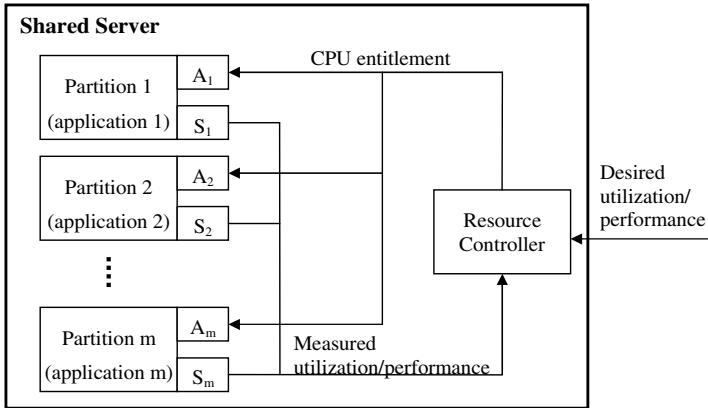 Shared Server
CPU entitlement
Partition 1
(application 1)
A₁
S₁
Partition 2
(application 2)
A₂
S₂
Partition m
(application m)
Aₘ
Sₘ
Measured
utilization/performance
Resource
Controller
Desired
utilization/
performance